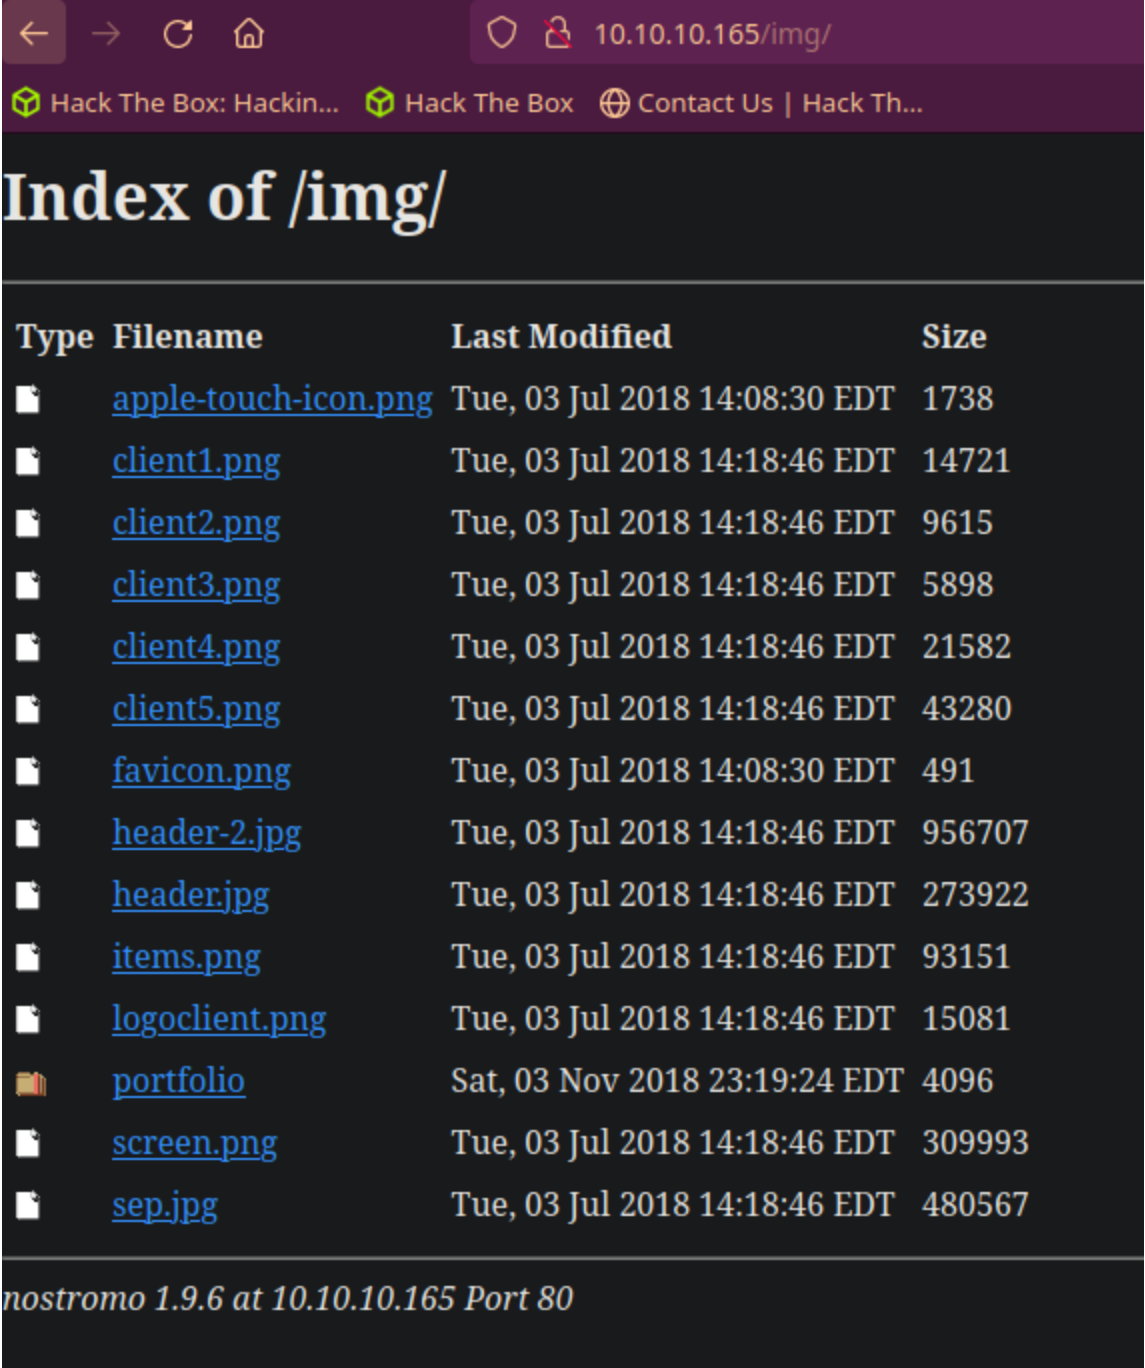 10.10.10.165/img/
Hack The Box: Hackin... Hack The Box Contact Us | Hack Th...
Index of /img/
Type Filename Last Modified Size
apple-touch-icon.png Tue, 03 Jul 2018 14:08:30 EDT 1738
client1.png Tue, 03 Jul 2018 14:18:46 EDT 14721
client2.png Tue, 03 Jul 2018 14:18:46 EDT 9615
client3.png Tue, 03 Jul 2018 14:18:46 EDT 5898
client4.png Tue, 03 Jul 2018 14:18:46 EDT 21582
client5.png Tue, 03 Jul 2018 14:18:46 EDT 43280
favicon.png Tue, 03 Jul 2018 14:08:30 EDT 491
header-2.jpg Tue, 03 Jul 2018 14:18:46 EDT 956707
header.jpg Tue, 03 Jul 2018 14:18:46 EDT 273922
items.png Tue, 03 Jul 2018 14:18:46 EDT 93151
logoclient.png Tue, 03 Jul 2018 14:18:46 EDT 15081
portfolio Sat, 03 Nov 2018 23:19:24 EDT 4096
screen.png Tue, 03 Jul 2018 14:18:46 EDT 309993
sep.jpg Tue, 03 Jul 2018 14:18:46 EDT 480567
nostromo 1.9.6 at 10.10.10.165 Port 80